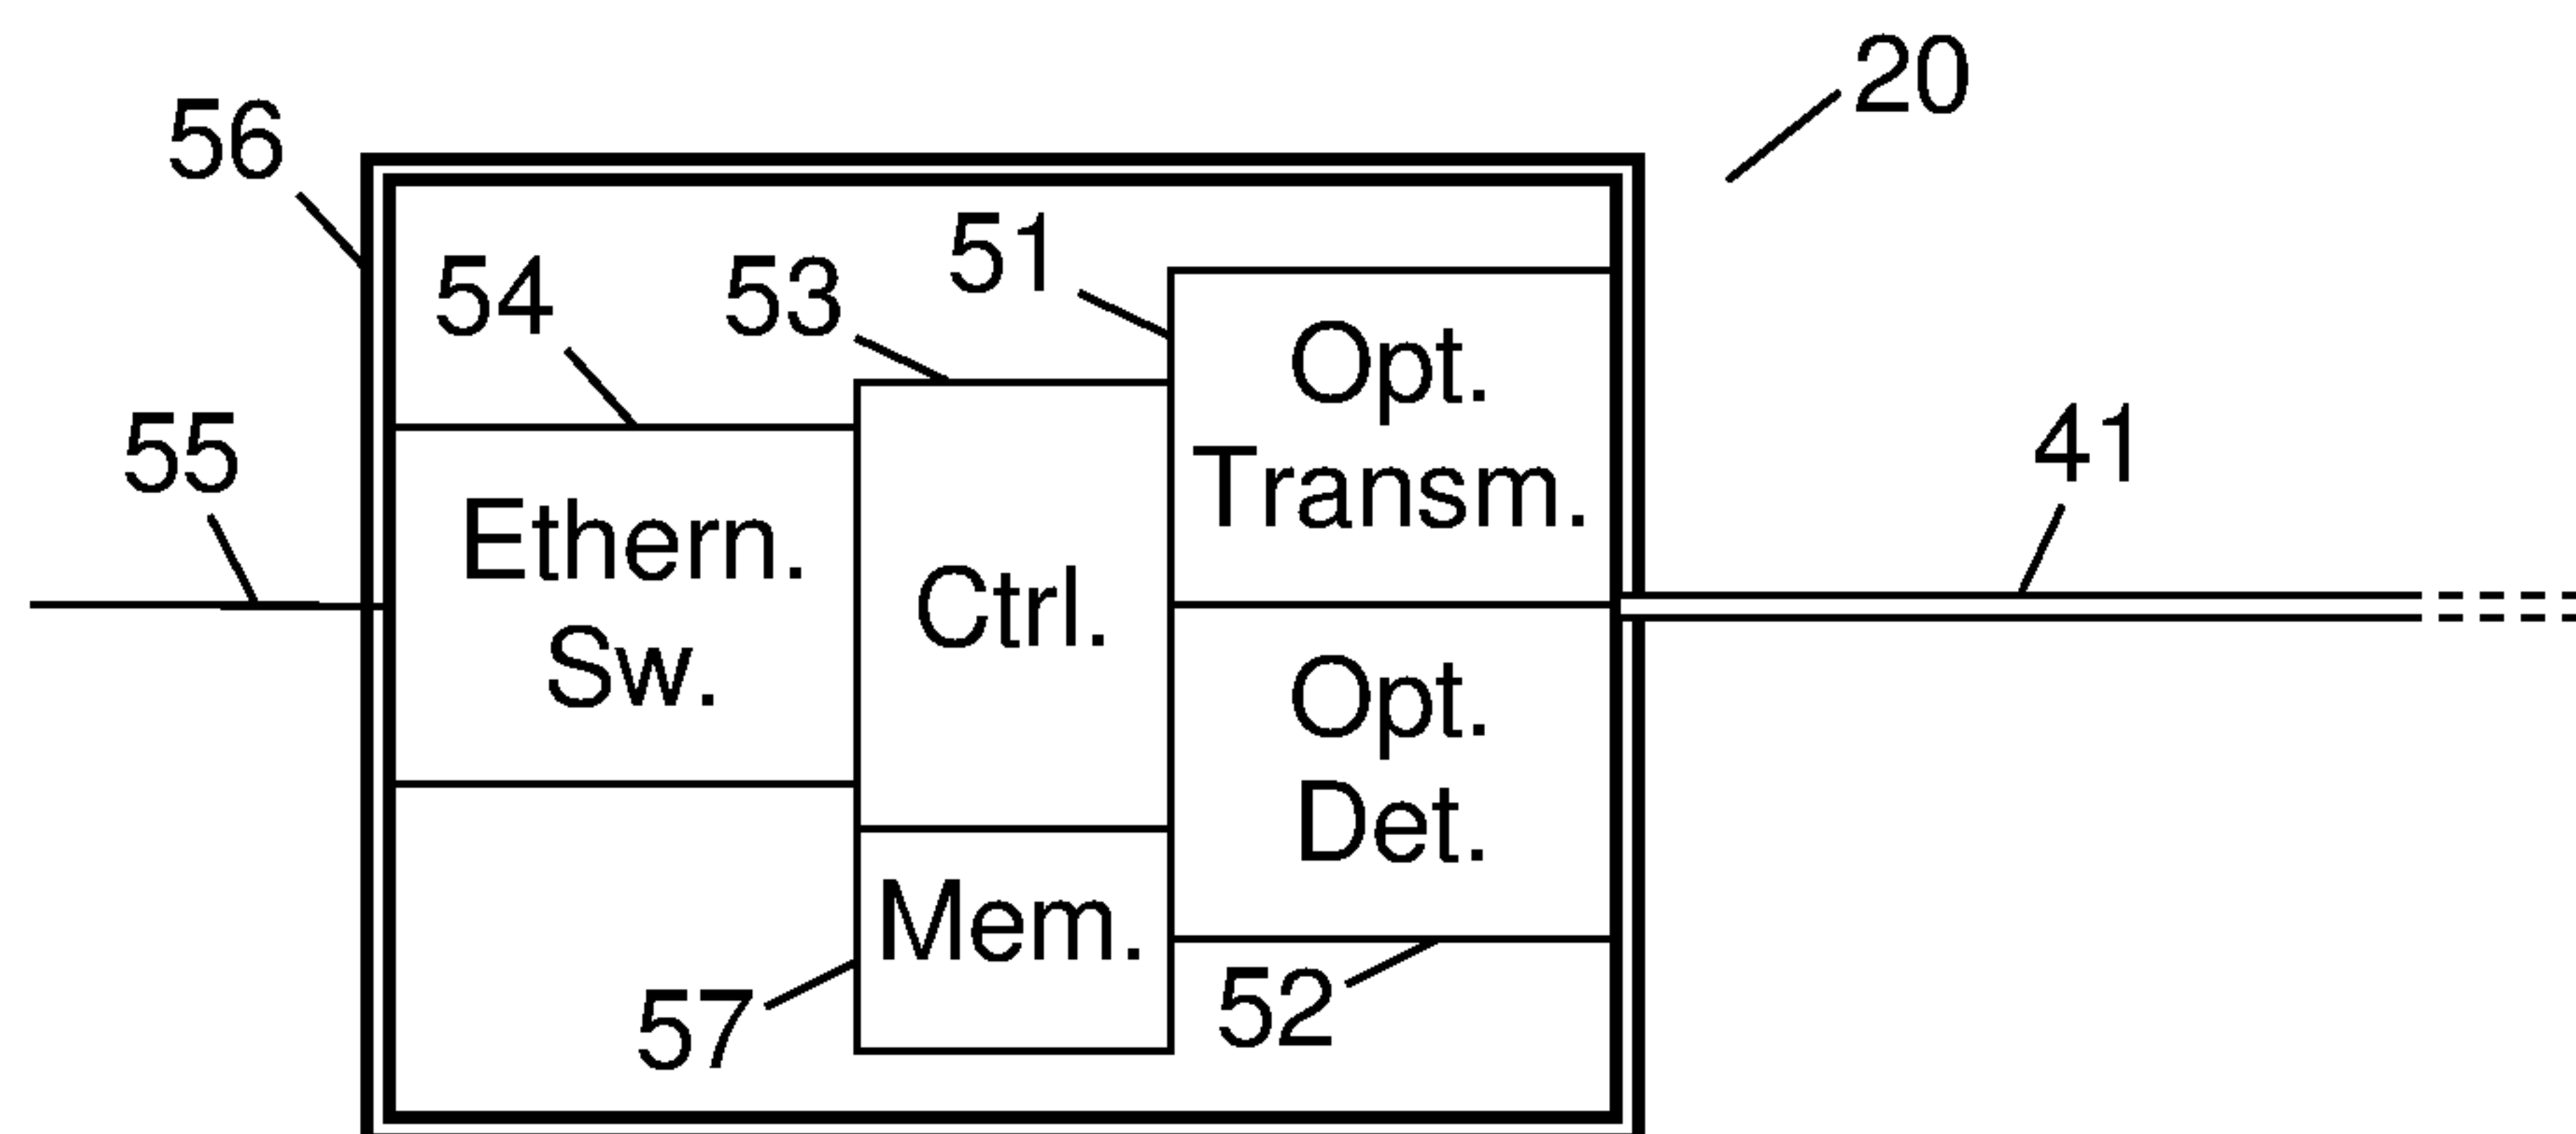 20
56
51
54
53
Opt.
Transm.
55
41
Ethern.
Sw.
Ctrl.
Opt.
Det.
Mem.
52
57